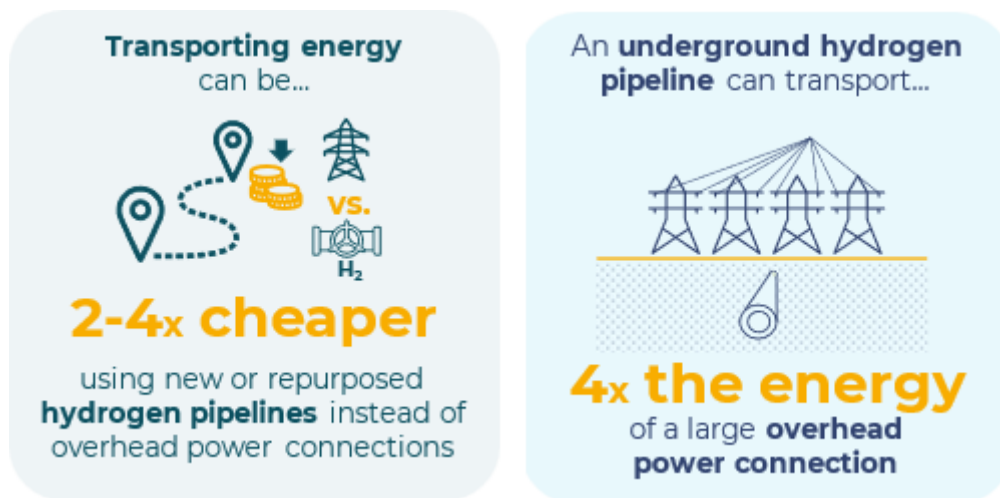 Transporting energy
can be...
vs.
H₂
2-4x cheaper
using new or repurposed
hydrogen pipelines instead of
overhead power connections
An underground hydrogen
pipeline can transport...
4x the energy
of a large overhead
power connection